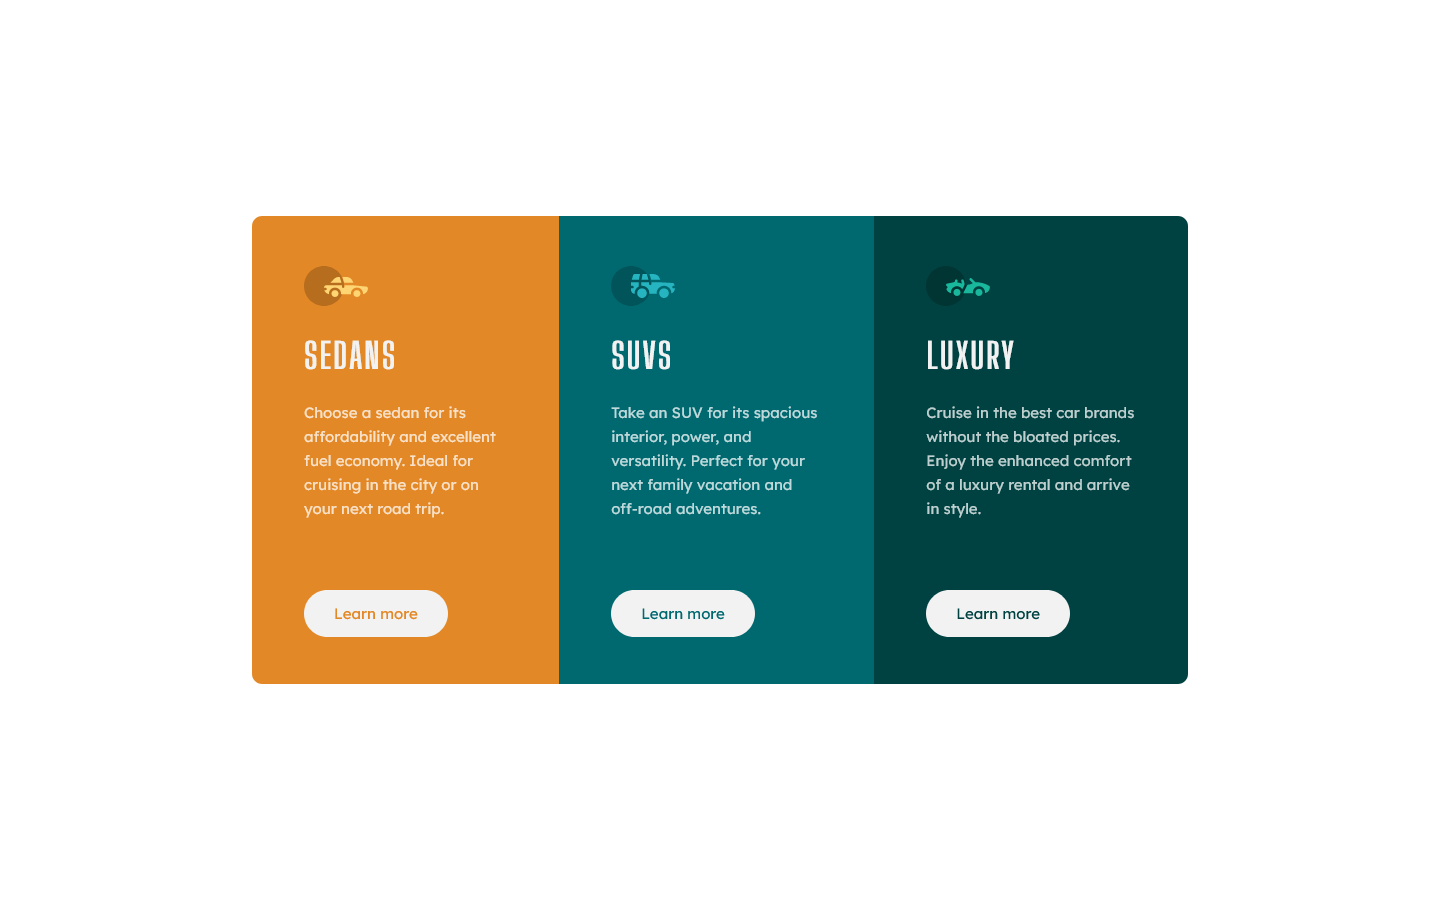 SEDANS
Choose a sedan for its
affordability and excellent
fuel economy. Ideal for
cruising in the city or on
your next road trip.
Learn more
SUVS
Take an SUV for its spacious
interior, power, and
versatility. Perfect for your
next family vacation and
off-road adventures.
Learn more
LUXURY
Cruise in the best car brands
without the bloated prices.
Enjoy the enhanced comfort
of a luxury rental and arrive
in style.
Learn more